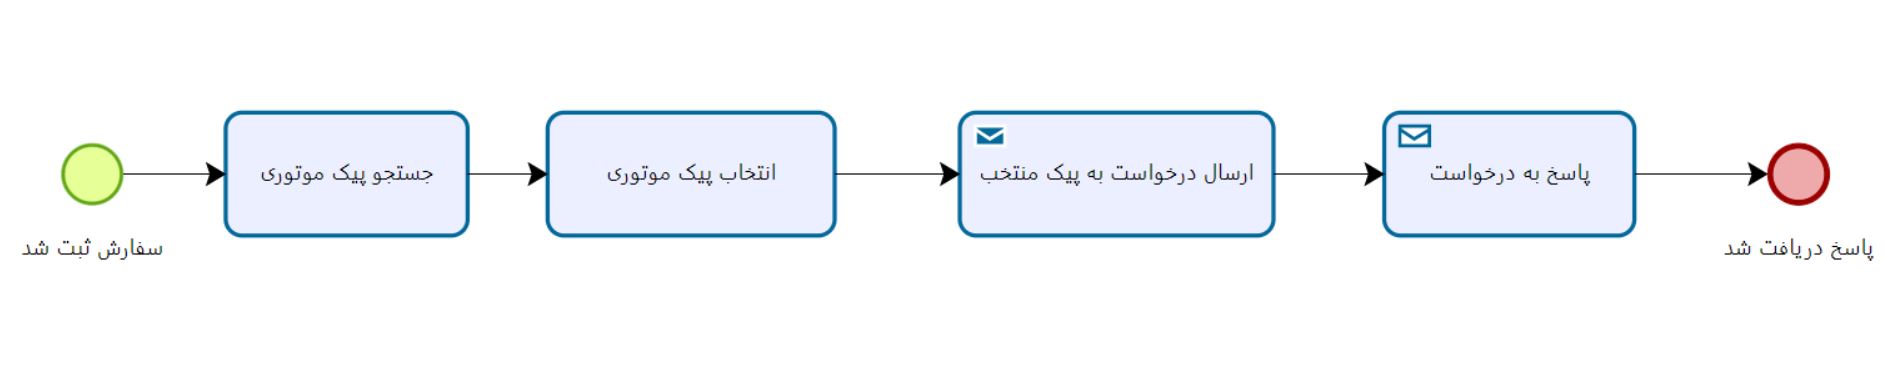 سفارش ثبت شد
جستجو پیک موتوری
انتخاب پیک موتوری
ارسال درخواست به پیک منتخب
پاسخ به درخواست
پاسخ دریافت شد